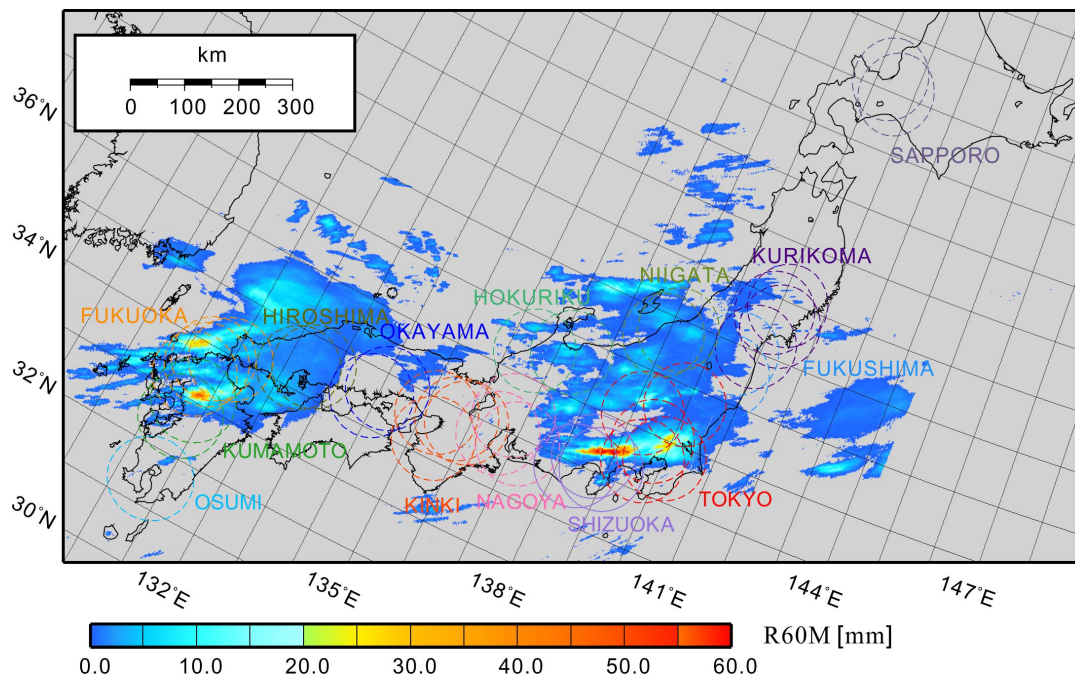 km
0 100 200 300
36°N
34°N
32°N
30°N
SAPPORO
KURIKOMA
NIIGATA
HOKURIKU
FUKUOKA
HIROSHIMA
OKAYAMA
FUKUSHIMA
KUMAMOTO
OSUMI
KINKI
NAGOYA
TOKYO
SHIZUOKA
132°E 135°E 138°E 141°E 144°E 147°E
R60M [mm]
0.0 10.0 20.0 30.0 40.0 50.0 60.0